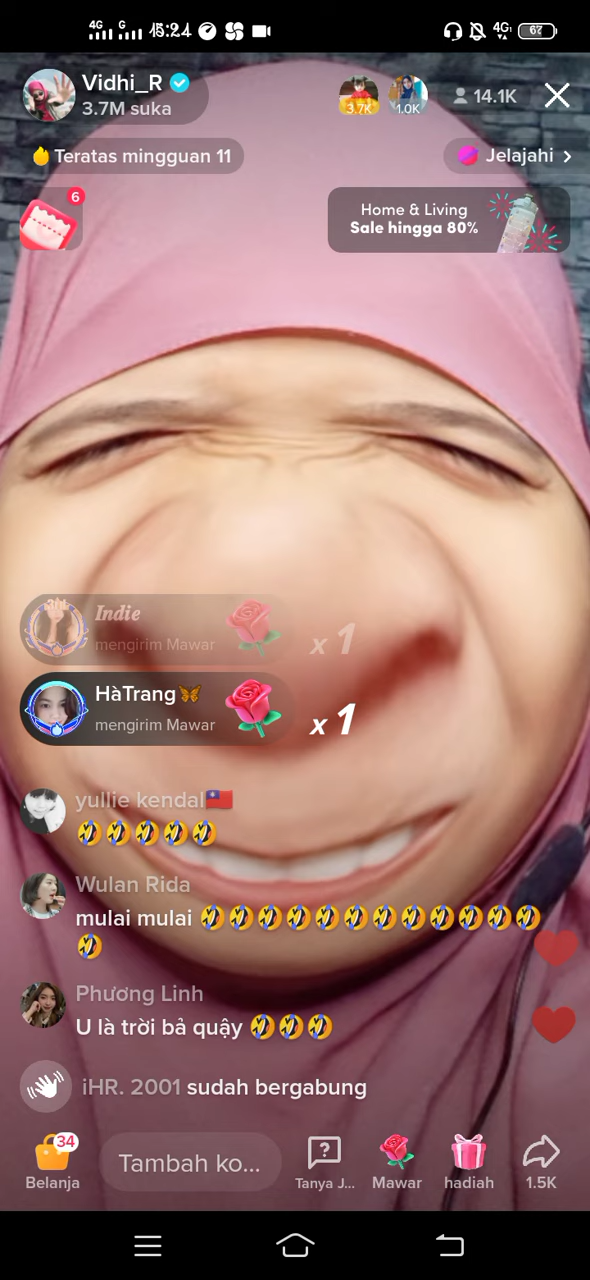 4G G 15:24 4G 67
Vidhi_R
3.7M suka
3.7K 1.0K 14.1K
Teratas mingguan 11
Jelajahi >
6
Home & Living
Sale hingga 80%
Indie
mengirim Mawar
x 1
HàTrang🦋
mengirim Mawar
x 1
yullie kendal🇹🇼
🤣🤣🤣🤣🤣
Wulan Rida
mulai mulai 🤣🤣🤣🤣🤣🤣🤣🤣🤣🤣🤣🤣
🤣
Phương Linh
U là trời bả quậy 🤣🤣🤣
iHR. 2001 sudah bergabung
34
Belanja
Tambah ko...
Tanya J...
Mawar
hadiah
1.5K